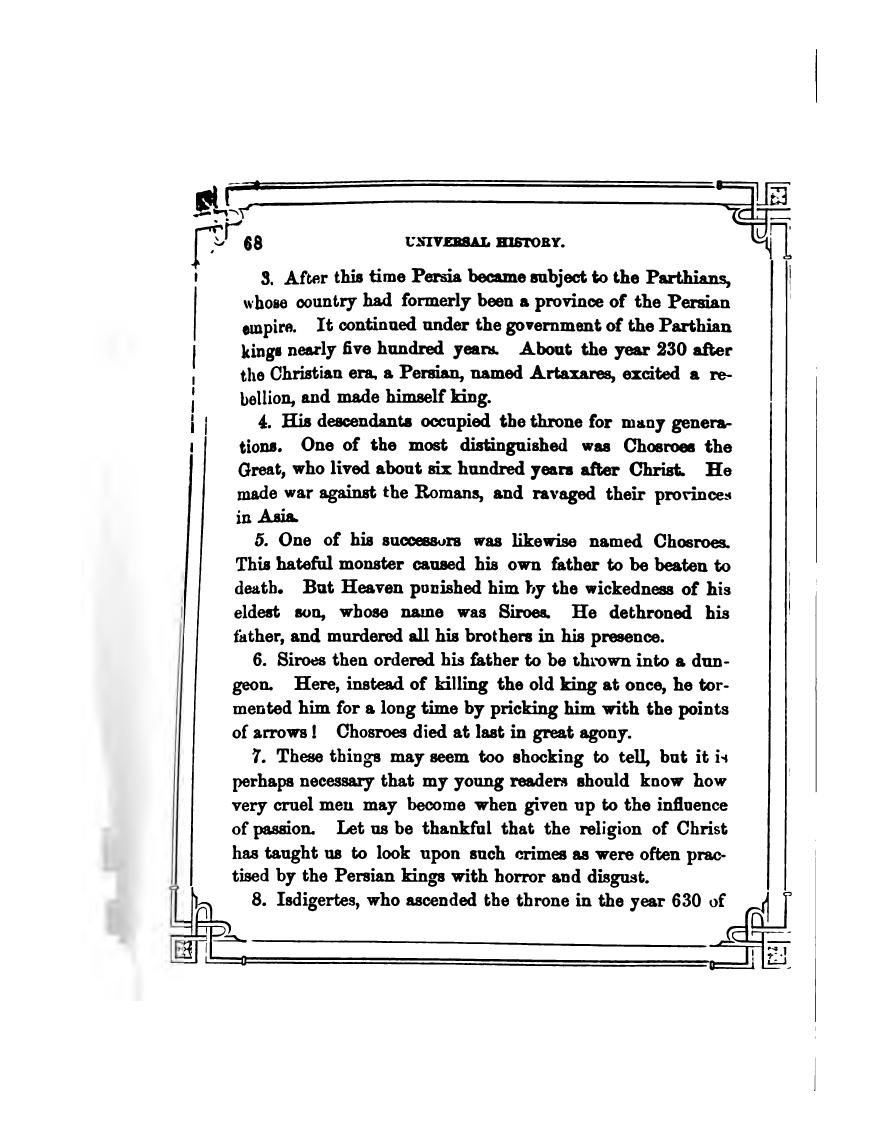 68 UNIVERSAL HISTORY.
3. After this time Persia became subject to the Parthians,
whose country had formerly been a province of the Persian
empire. It continued under the government of the Parthian
kings nearly five hundred years. About the year 230 after
the Christian era, a Persian, named Artaxares, excited a re-
bellion, and made himself king.
4. His descendants occupied the throne for many genera-
tions. One of the most distinguished was Chosroes the
Great, who lived about six hundred years after Christ. He
made war against the Romans, and ravaged their provinces
in Asia.
5. One of his successors was likewise named Chosroes.
This hateful monster caused his own father to be beaten to
death. But Heaven punished him by the wickedness of his
eldest son, whose name was Siroes. He dethroned his
father, and murdered all his brothers in his presence.
6. Siroes then ordered his father to be thrown into a dun-
geon. Here, instead of killing the old king at once, he tor-
mented him for a long time by pricking him with the points
of arrows! Chosroes died at last in great agony.
7. These things may seem too shocking to tell, but it is
perhaps necessary that my young readers should know how
very cruel men may become when given up to the influence
of passion. Let us be thankful that the religion of Christ
has taught us to look upon such crimes as were often prac-
tised by the Persian kings with horror and disgust.
8. Isdigertes, who ascended the throne in the year 630 of